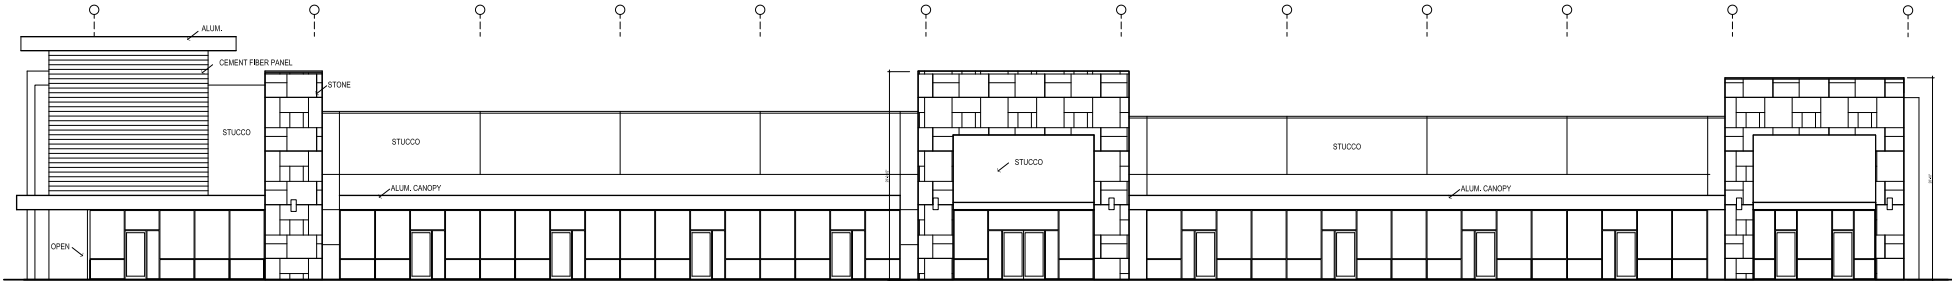 ALUM.
CEMENT FIBER PANEL
STONE
STUCCO
STUCCO
STUCCO
STUCCO
ALUM. CANOPY
ALUM. CANOPY
OPEN